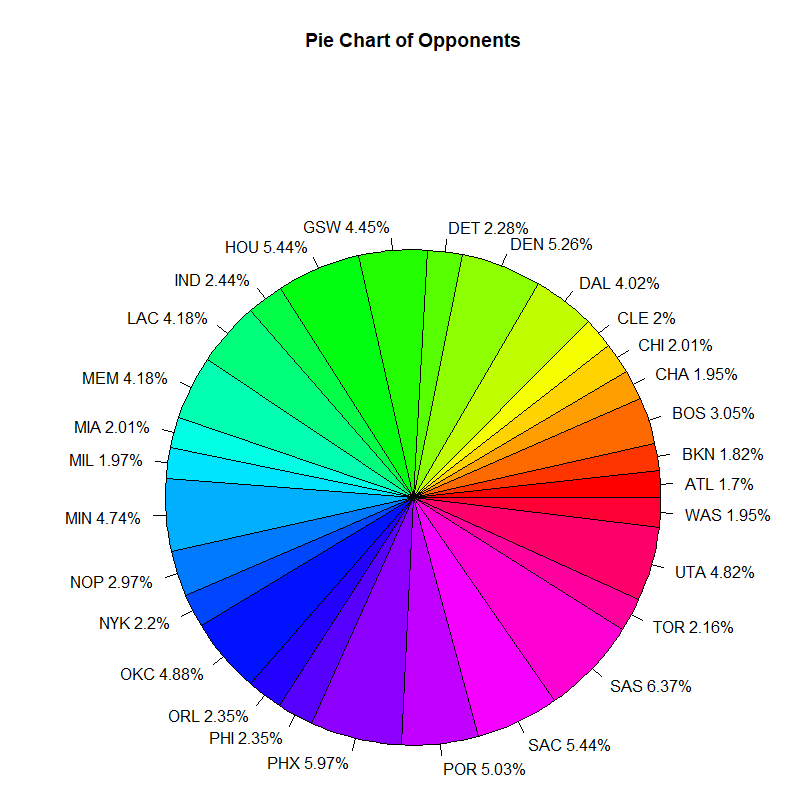 Pie Chart of Opponents
GSW 4.45%
DET 2.28%
DEN 5.26%
HOU 5.44%
IND 2.44%
DAL 4.02%
LAC 4.18%
CLE 2%
CHI 2.01%
CHA 1.95%
MEM 4.18%
BOS 3.05%
MIA 2.01%
BKN 1.82%
MIL 1.97%
ATL 1.7%
WAS 1.95%
MIN 4.74%
UTA 4.82%
NOP 2.97%
NYK 2.2%
TOR 2.16%
OKC 4.88%
SAS 6.37%
ORL 2.35%
PHI 2.35%
SAC 5.44%
PHX 5.97%
POR 5.03%